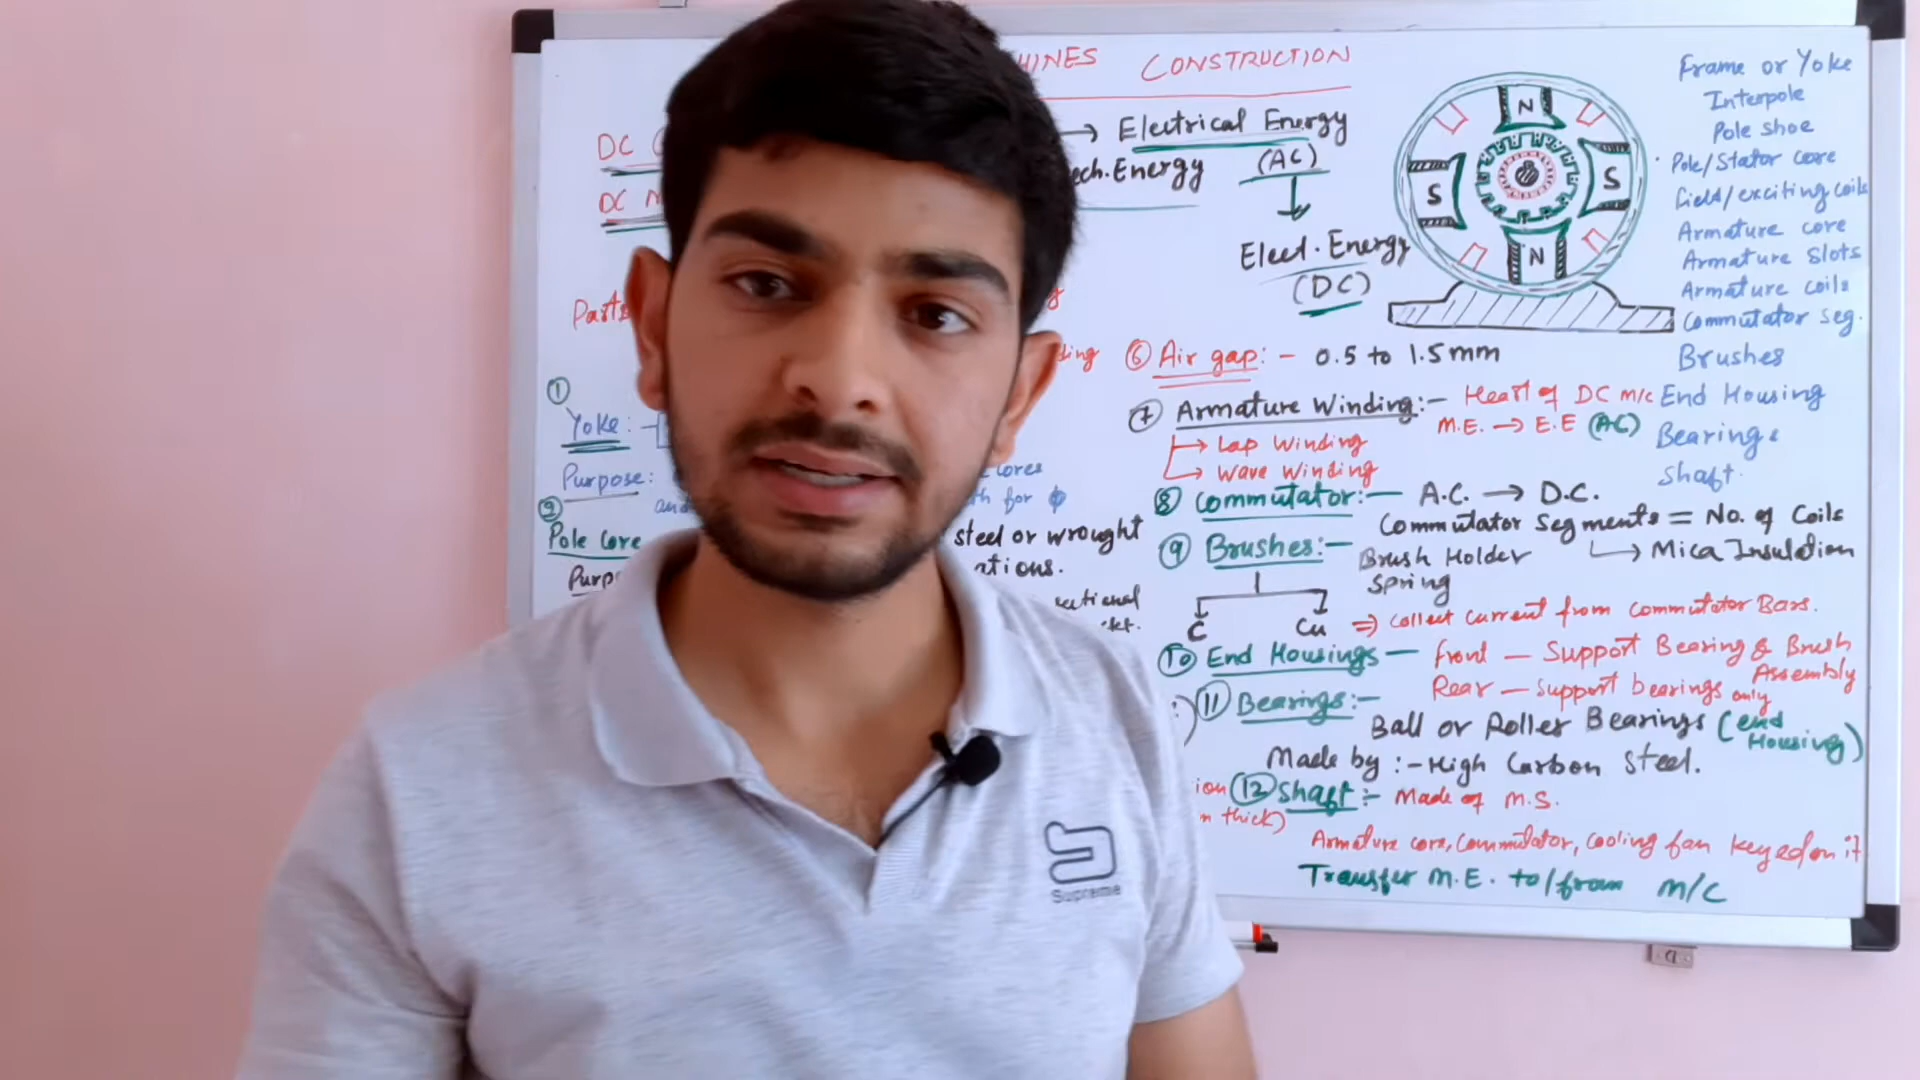 CONSTRUCTION
DC
→ Electrical Energy
(AC)
Mech. Energy
DC
Elect. Energy
(DC)
Parts
N
S
S
N
Frame or Yoke
Interpole
Pole shoe
Pole/Stator core
field/exciting coils
Armature core
Armature Slots
Armature coils
Commutator seg.
Brushes
End Housing
Bearings
Shaft.
①
Yoke:
Purpose:
cores
for ϕ
②
Pole Core
steel or wrought
⑥ Air gap:- 0.5 to 1.5mm
⑦ Armature Winding:- Heart of DC m/c
M.E. → E.E (AC)
→ Lap Winding
→ Wave Winding
⑧ Commutator:- A.C. → D.C.
Commutator Segments = No. of Coils
→ Mica Insulation
⑨ Brushes:- Brush Holder
Spring
C Cu ⇒ Collect current from Commutator Bars.
⑩ End Housings - front - Support Bearing & Brush
Assembly
Rear - Support bearings only
⑪ Bearings:-
Ball or Roller Bearings (end
Housing)
Made by :- High Carbon Steel.
⑫ Shaft:- Made of M.S.
thick)
Armature core, Commutator, Cooling fan keyed on it
Transfer M.E. to/from m/c
Supreme